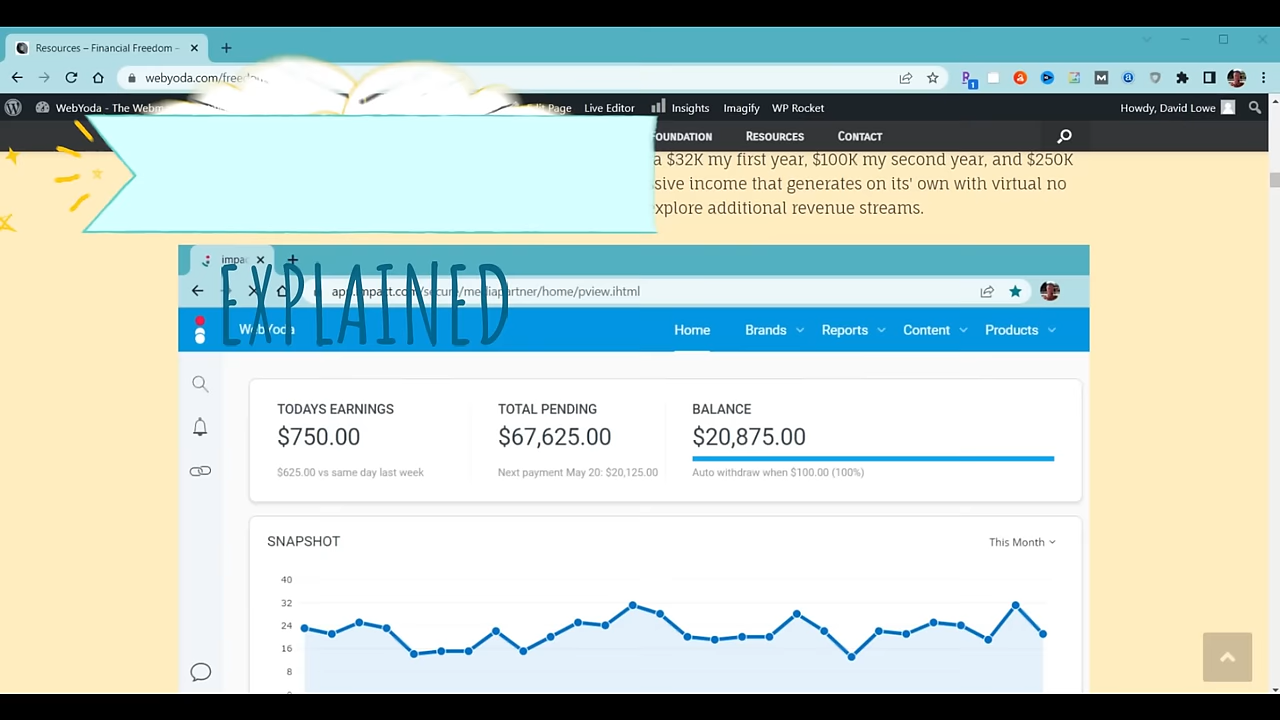 Resources – Financial Freedom –
webyoda.com/freedom
WebYoda - The Webm
Edit Page Live Editor Insights Imagify WP Rocket Howdy, David Lowe
FOUNDATION RESOURCES CONTACT
a $32K my first year, $100K my second year, and $250K
sive income that generates on its' own with virtual no
explore additional revenue streams.
EXPLAINED
impac
app.impact.com/secure/mediapartner/home/pview.ihtml
WebYoda Home Brands Reports Content Products
TODAYS EARNINGS TOTAL PENDING BALANCE
$750.00 $67,625.00 $20,875.00
$625.00 vs same day last week Next payment May 20: $20,125.00 Auto withdraw when $100.00 (100%)
SNAPSHOT This Month
40
32
24
16
8